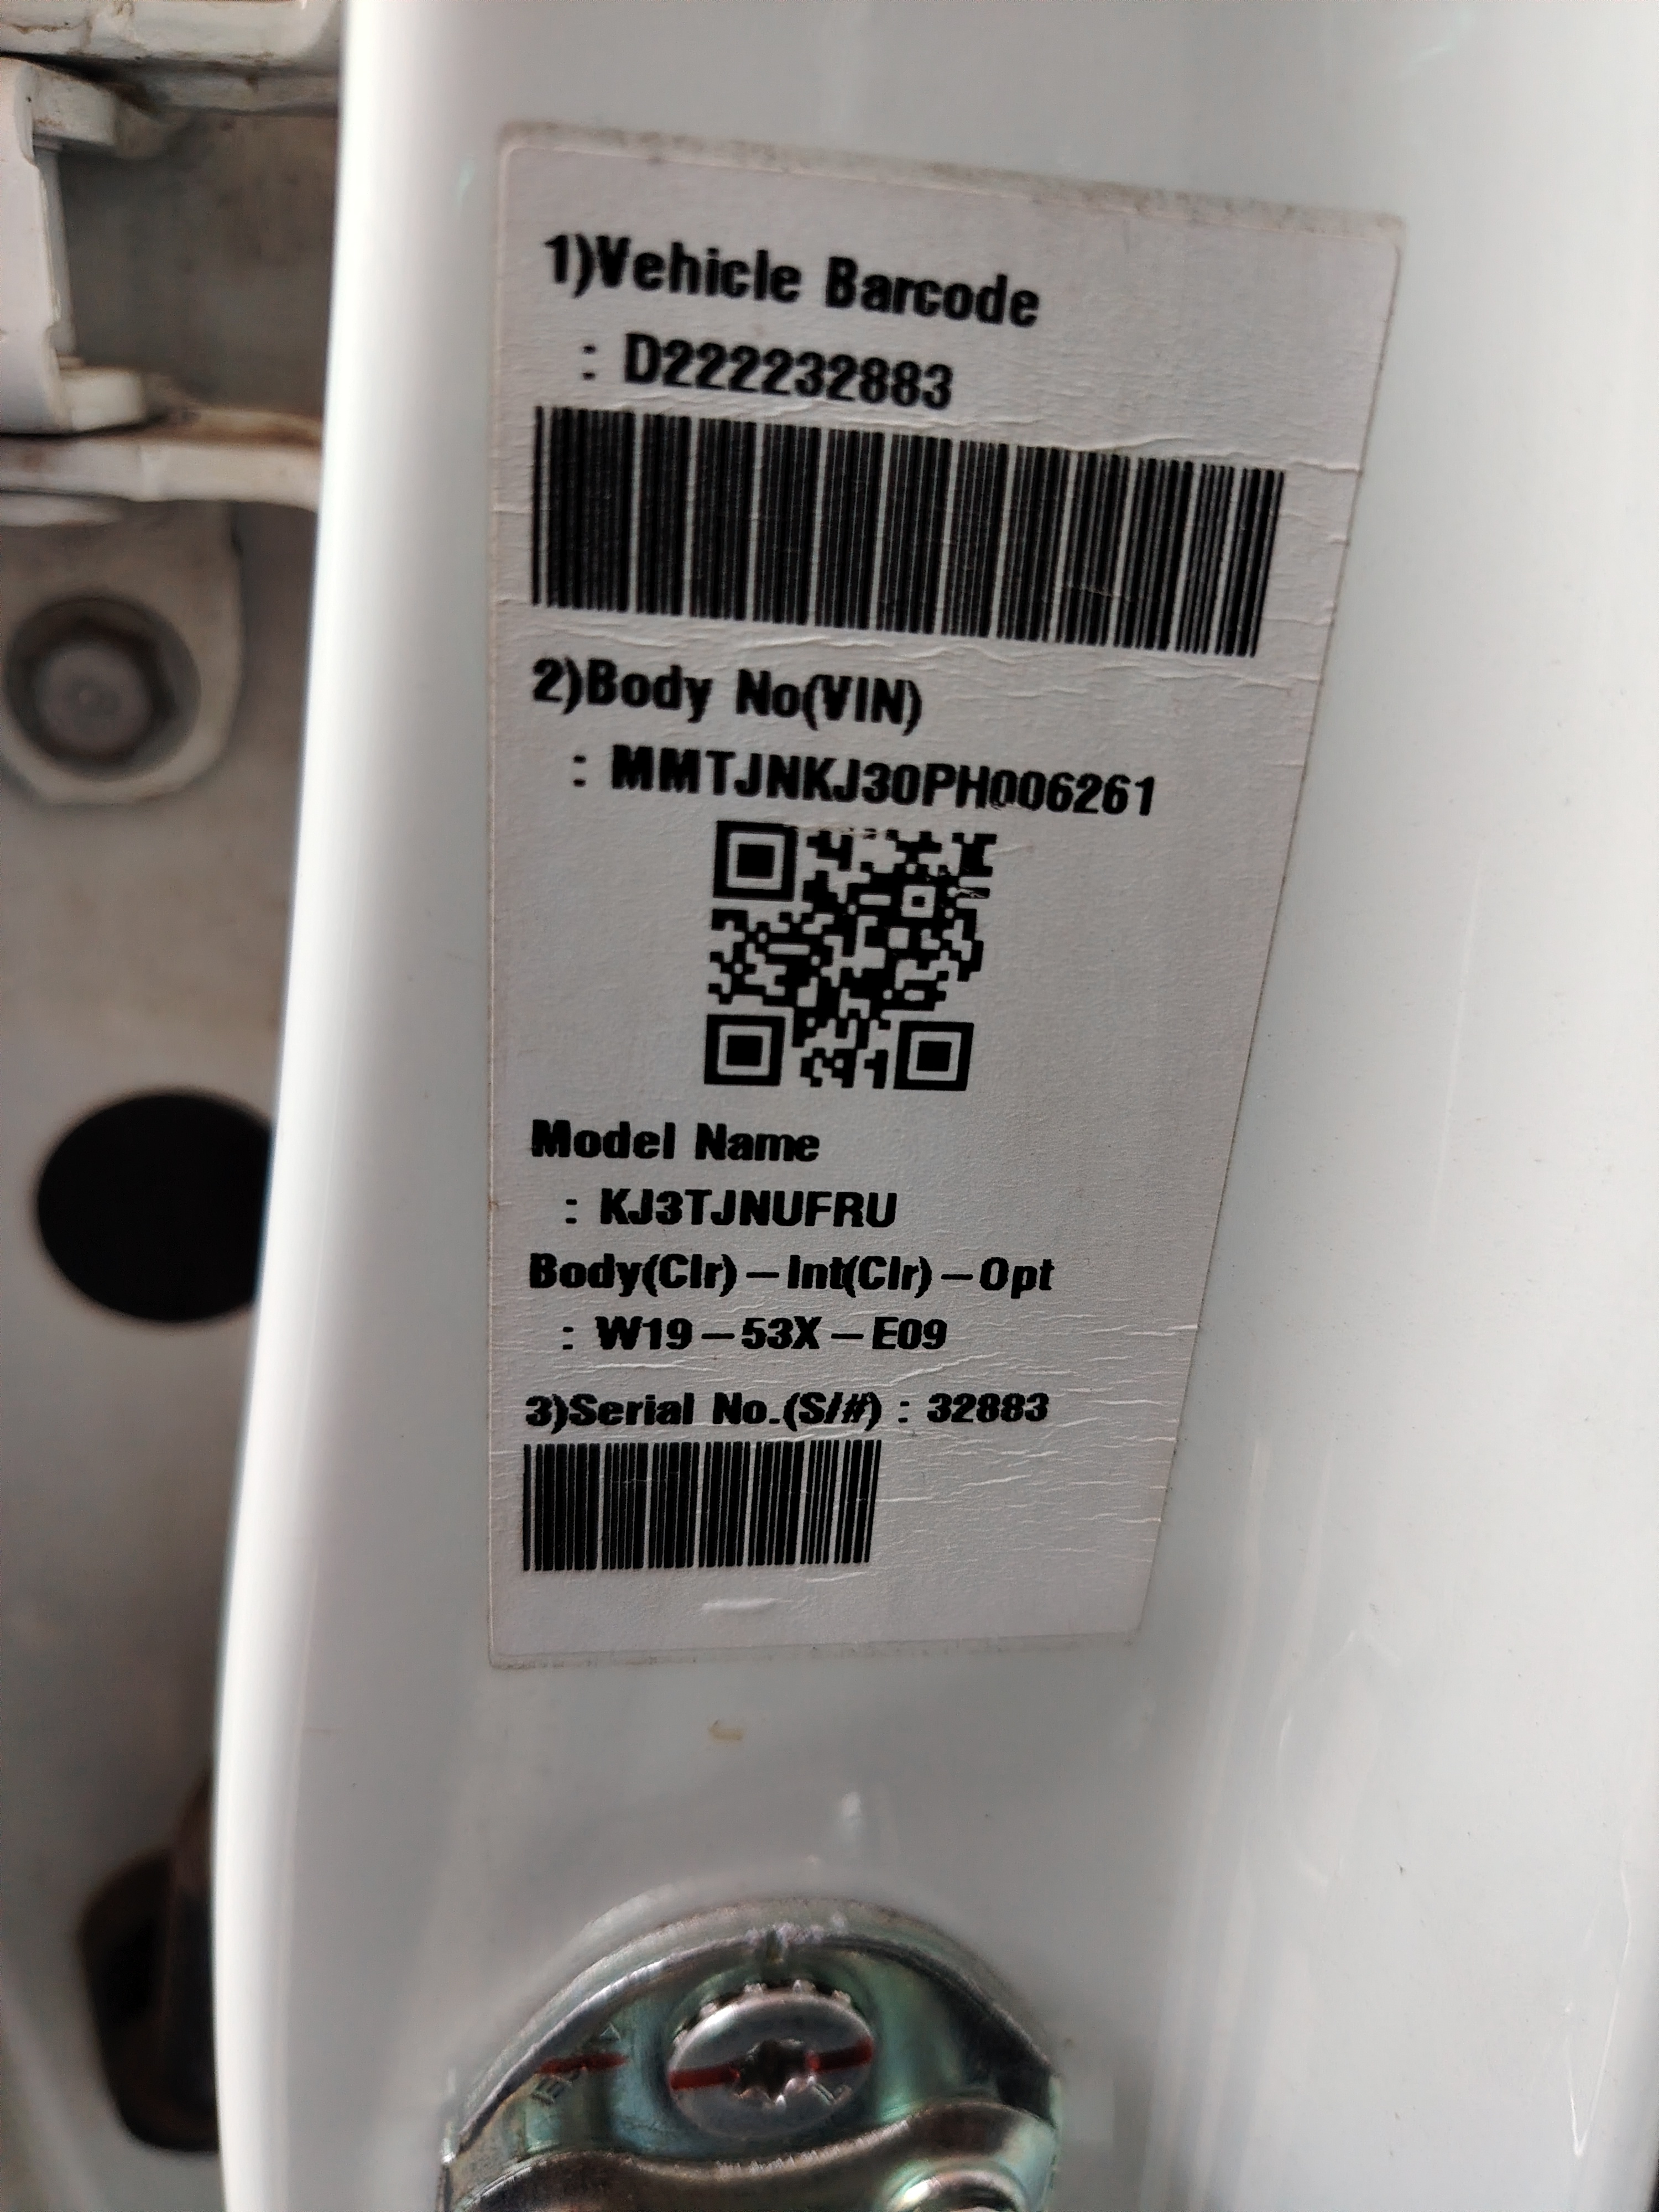 1)Vehicle Barcode
: D222232883
2)Body No(VIN)
: MMTJNKJ30PH006261
Model Name
: KJ3TJNUFRU
Body(Clr)-Int(Clr)-Opt
: W19-53X-E09
3)Serial No.(S/#) : 32883